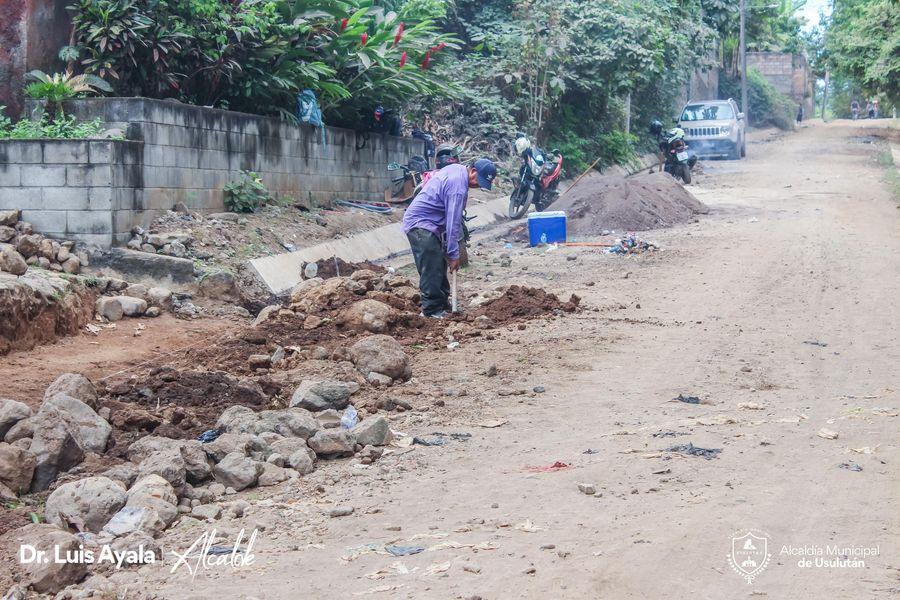 Dr. Luis Ayala
Alcalde
Alcaldía Municipal
de Usulután